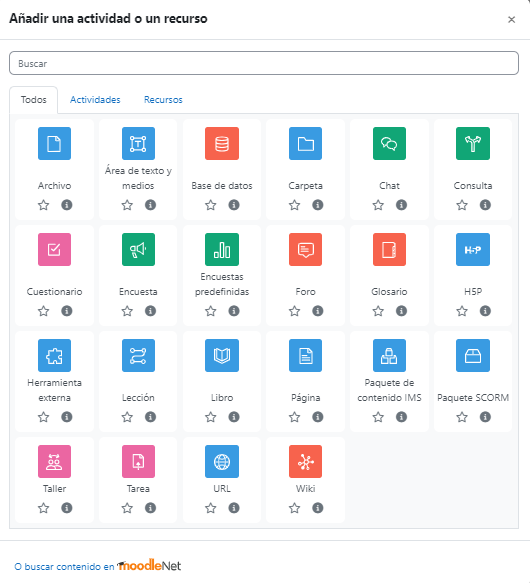 Añadir una actividad o un recurso
×
Buscar
Todos Actividades Recursos
Archivo
Área de texto y
medios
Base de datos
Carpeta
Chat
Consulta
Cuestionario
Encuesta
Encuestas
predefinidas
Foro
Glosario
H5P
H5P
Herramienta
externa
Lección
Libro
Página
Paquete de
contenido IMS
Paquete SCORM
Taller
Tarea
URL
Wiki
O buscar contenido en moodleNet